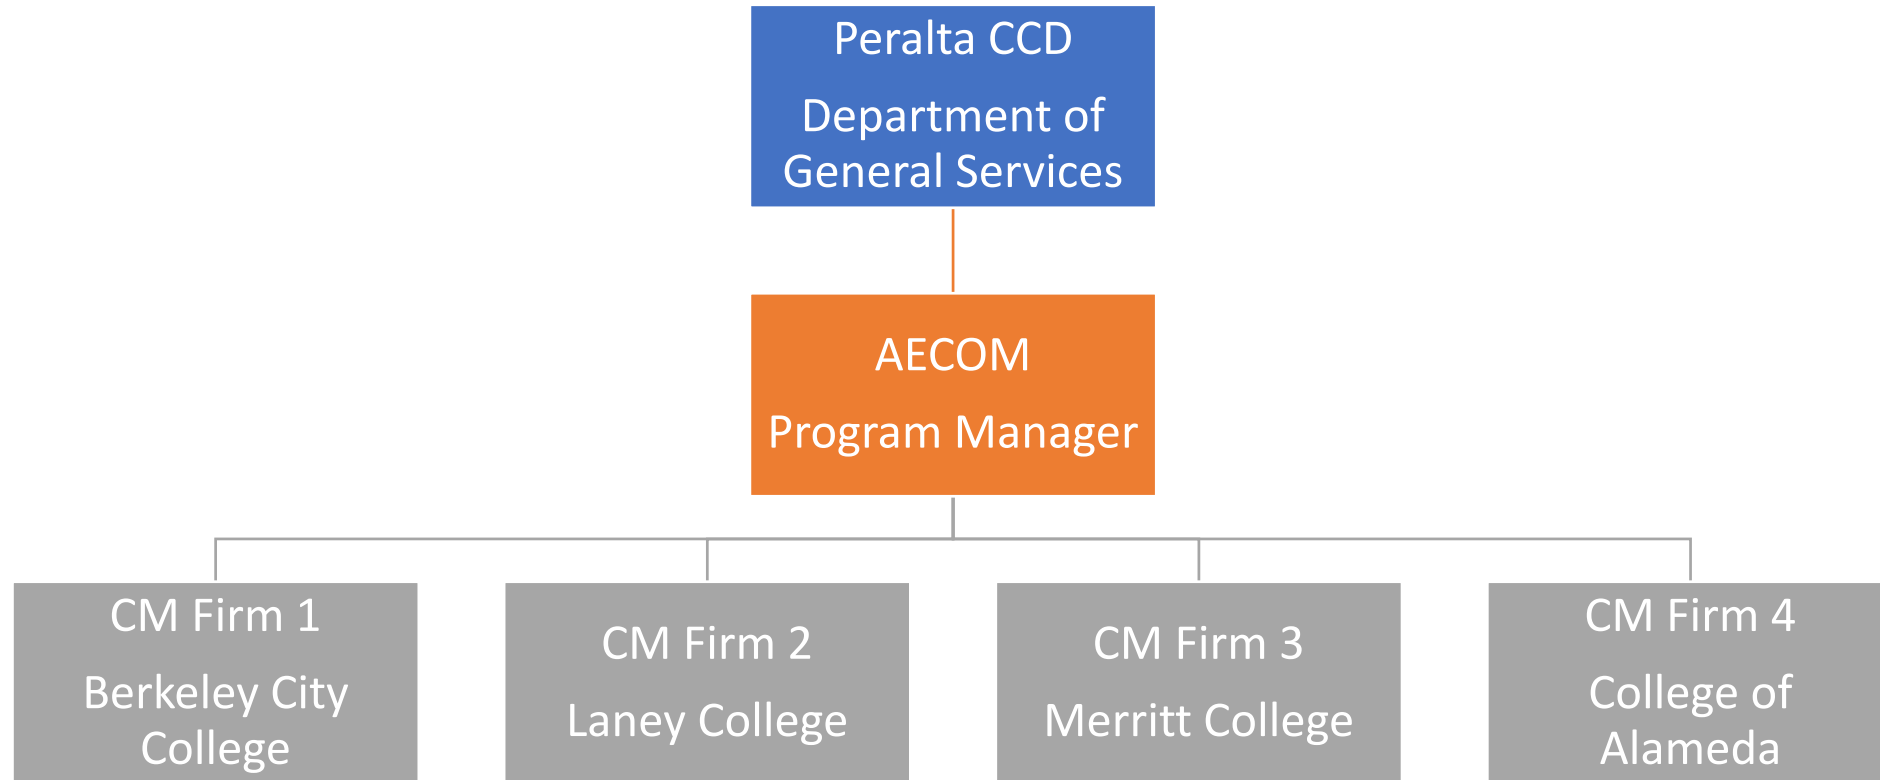 Peralta CCD
Department of
General Services
AECOM
Program Manager
CM Firm 1
Berkeley City
College
CM Firm 2
Laney College
CM Firm 3
Merritt College
CM Firm 4
College of
Alameda